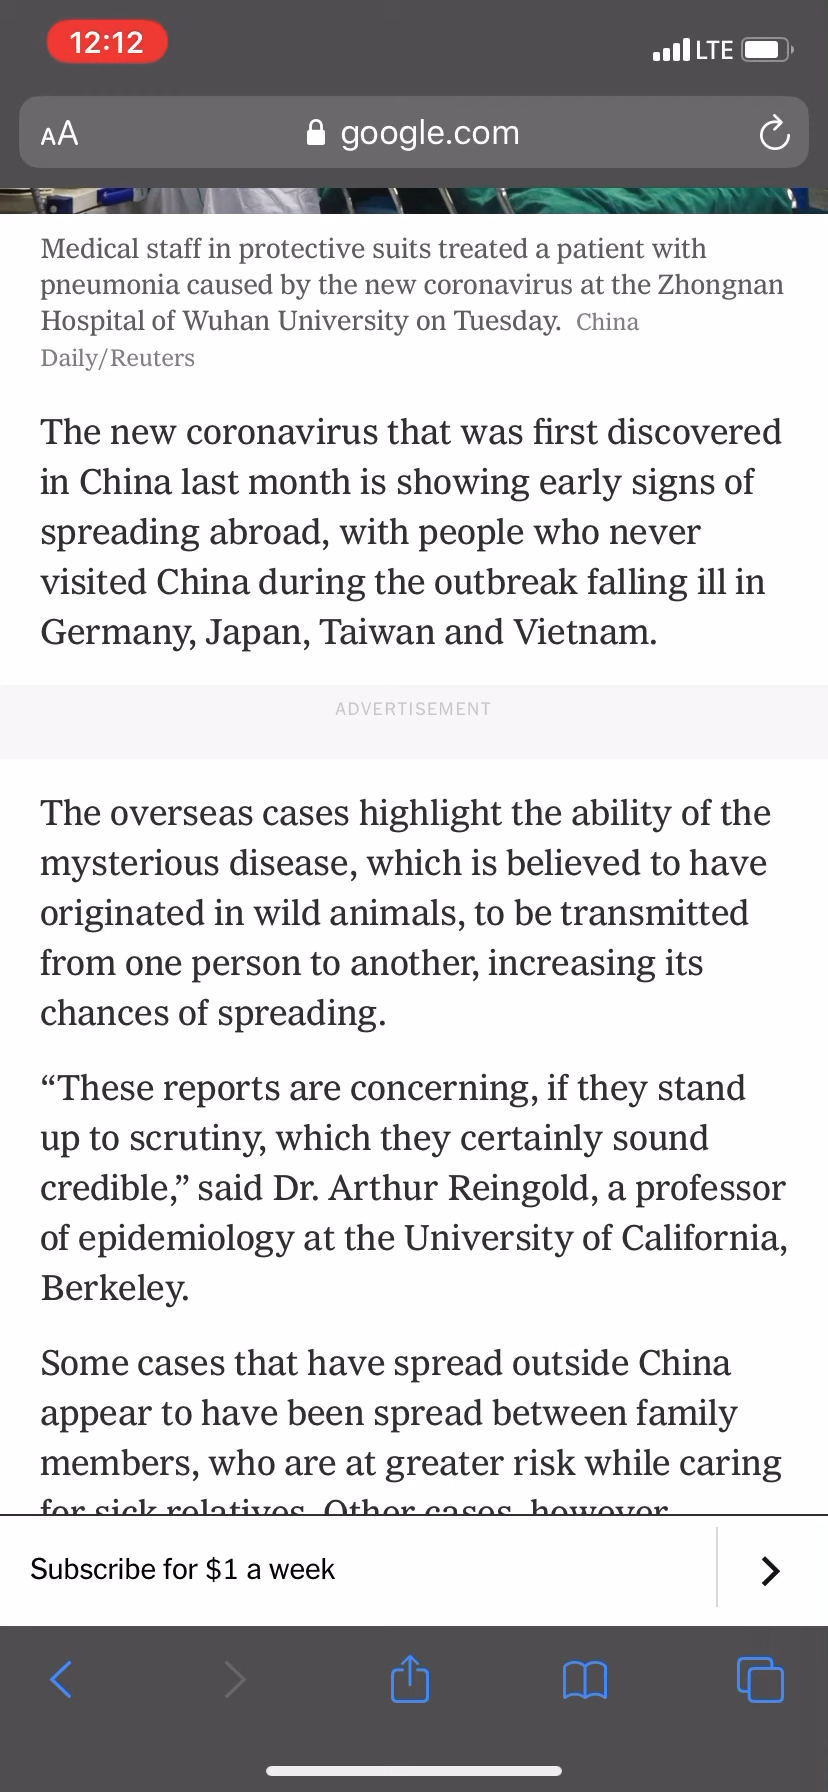 12:12
LTE
AA
google.com
Medical staff in protective suits treated a patient with
pneumonia caused by the new coronavirus at the Zhongnan
Hospital of Wuhan University on Tuesday. China
Daily/Reuters
The new coronavirus that was first discovered
in China last month is showing early signs of
spreading abroad, with people who never
visited China during the outbreak falling ill in
Germany, Japan, Taiwan and Vietnam.
ADVERTISEMENT
The overseas cases highlight the ability of the
mysterious disease, which is believed to have
originated in wild animals, to be transmitted
from one person to another, increasing its
chances of spreading.
“These reports are concerning, if they stand
up to scrutiny, which they certainly sound
credible,” said Dr. Arthur Reingold, a professor
of epidemiology at the University of California,
Berkeley.
Some cases that have spread outside China
appear to have been spread between family
members, who are at greater risk while caring
for sick relatives. Other cases, however,
Subscribe for $1 a week